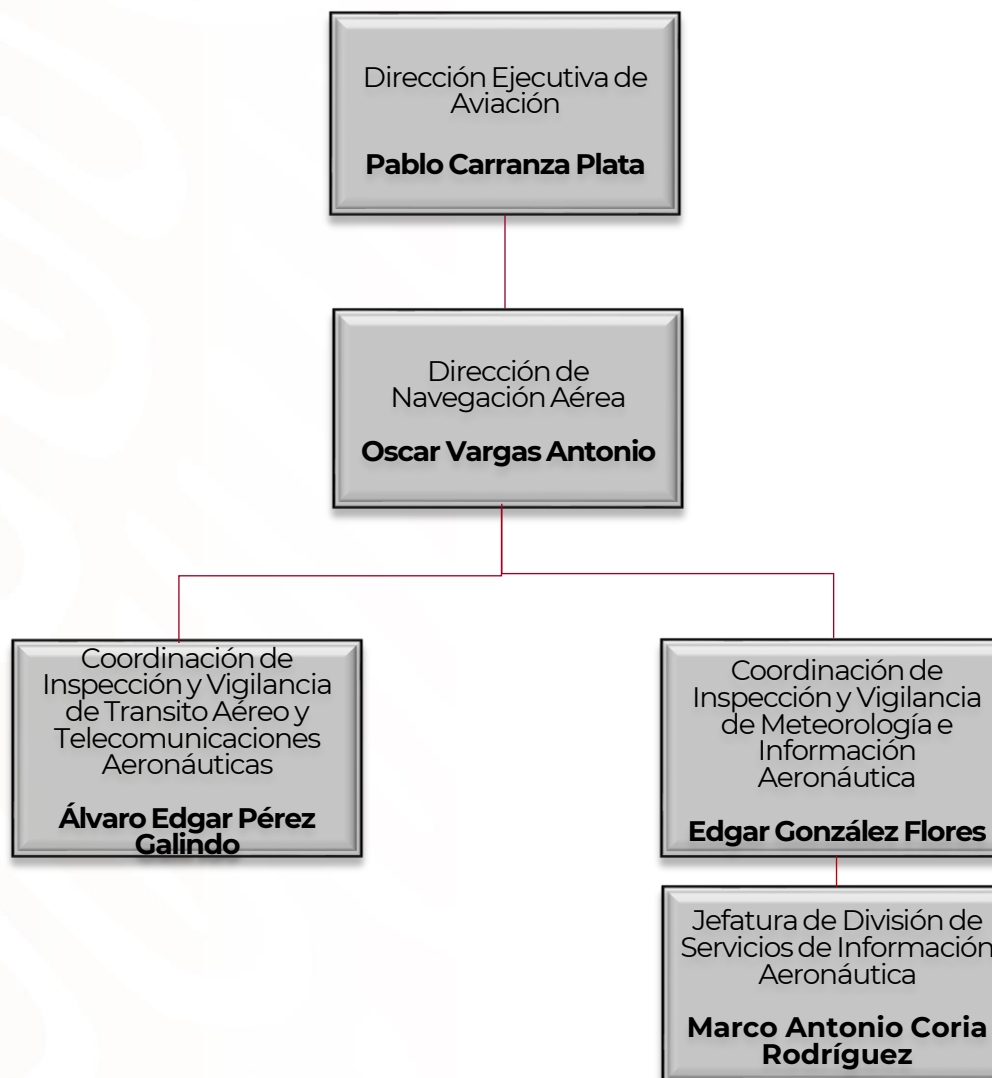 Dirección Ejecutiva de
Aviación
Pablo Carranza Plata
Dirección de
Navegación Aérea
Oscar Vargas Antonio
Coordinación de
Inspección y Vigilancia
de Transito Aéreo y
Telecomunicaciones
Aeronáuticas
Álvaro Edgar Pérez
Galindo
Coordinación de
Inspección y Vigilancia
de Meteorología e
Información
Aeronáutica
Edgar González Flores
Jefatura de División de
Servicios de Información
Aeronáutica
Marco Antonio Coria
Rodríguez